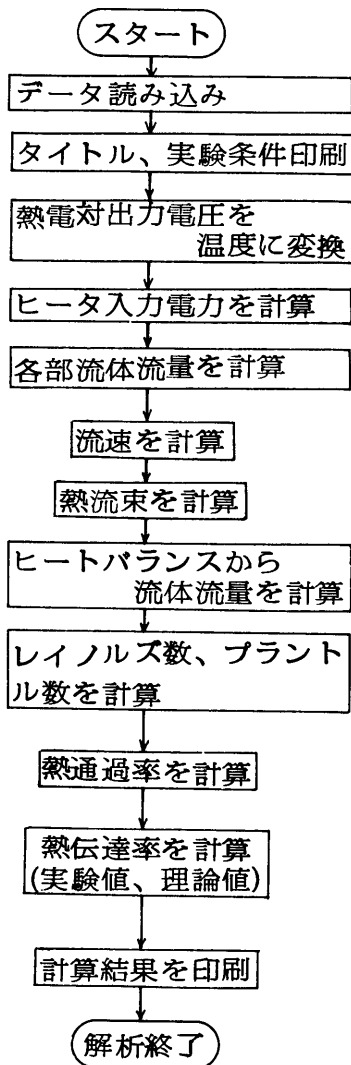 スタート
データ読み込み
タイトル、実験条件印刷
熱電対出力電圧を
温度に変換
ヒータ入力電力を計算
各部流体流量を計算
流速を計算
熱流束を計算
ヒートバランスから
流体流量を計算
レイノルズ数、プラント
ル数を計算
熱通過率を計算
熱伝達率を計算
(実験値、理論値)
計算結果を印刷
解析終了